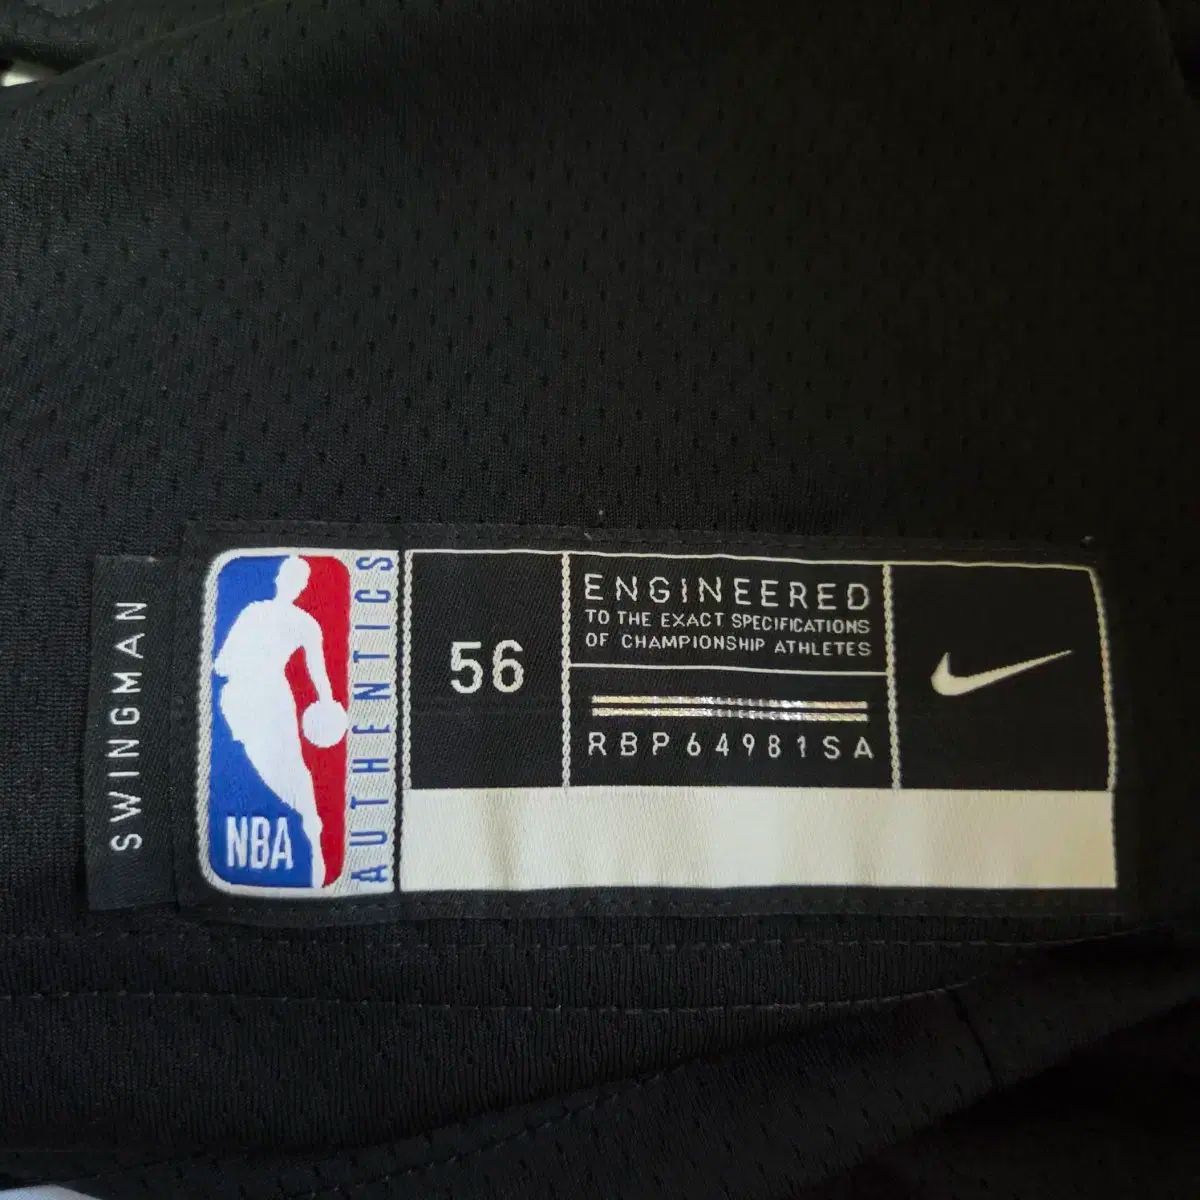 SWINGMAN
NBA
AUTHENTICS
56
ENGINEERED
TO THE EXACT SPECIFICATIONS
OF CHAMPIONSHIP ATHLETES
RBP64981SA